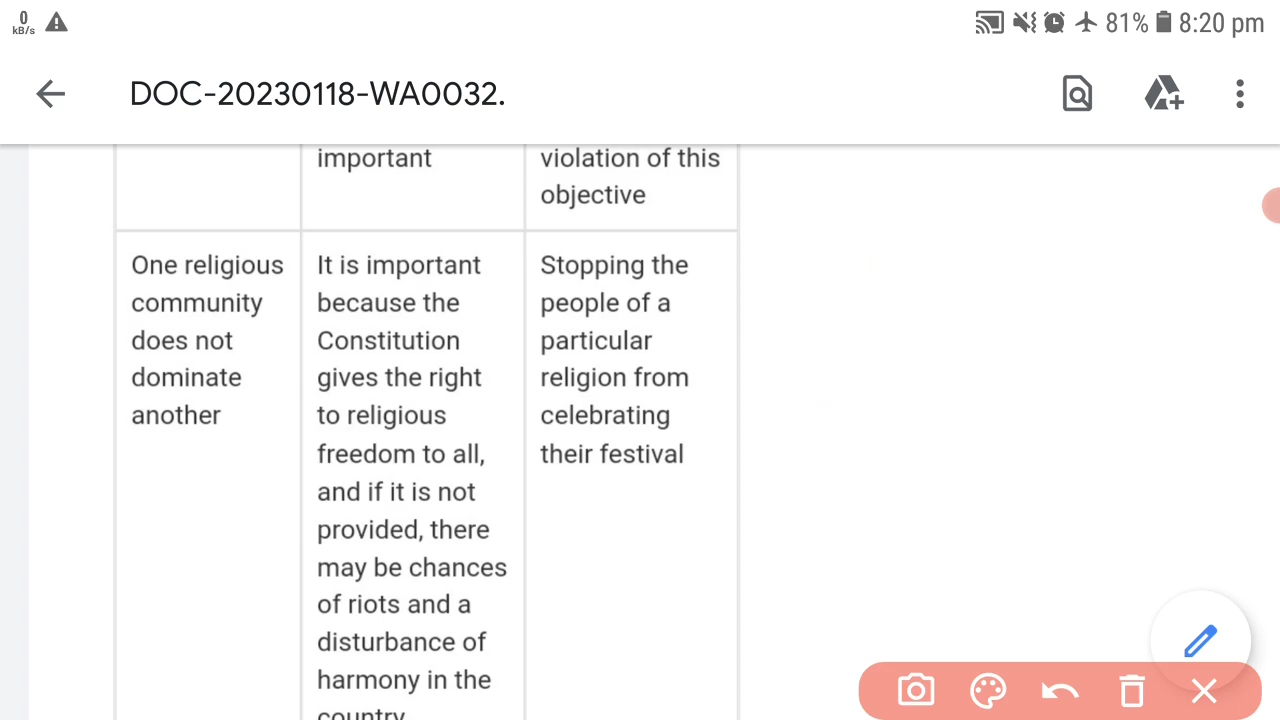 0
kB/s
81% 8:20 pm
DOC-20230118-WA0032.
important
violation of this
objective
One religious
community
does not
dominate
another
It is important
because the
Constitution
gives the right
to religious
freedom to all,
and if it is not
provided, there
may be chances
of riots and a
disturbance of
harmony in the
country
Stopping the
people of a
particular
religion from
celebrating
their festival